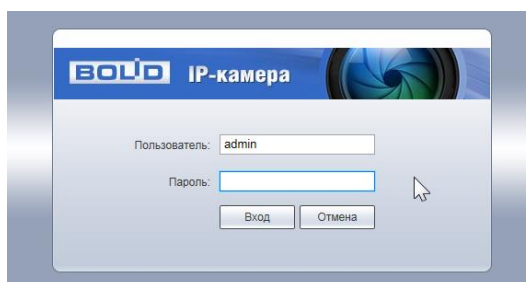 BOLID IP-камера
Пользователь: admin
Пароль:
Вход Отмена